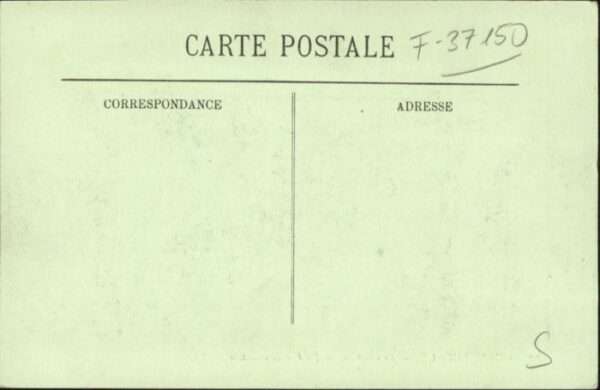 CARTE POSTALE F-37150
CORRESPONDANCE
ADRESSE
S